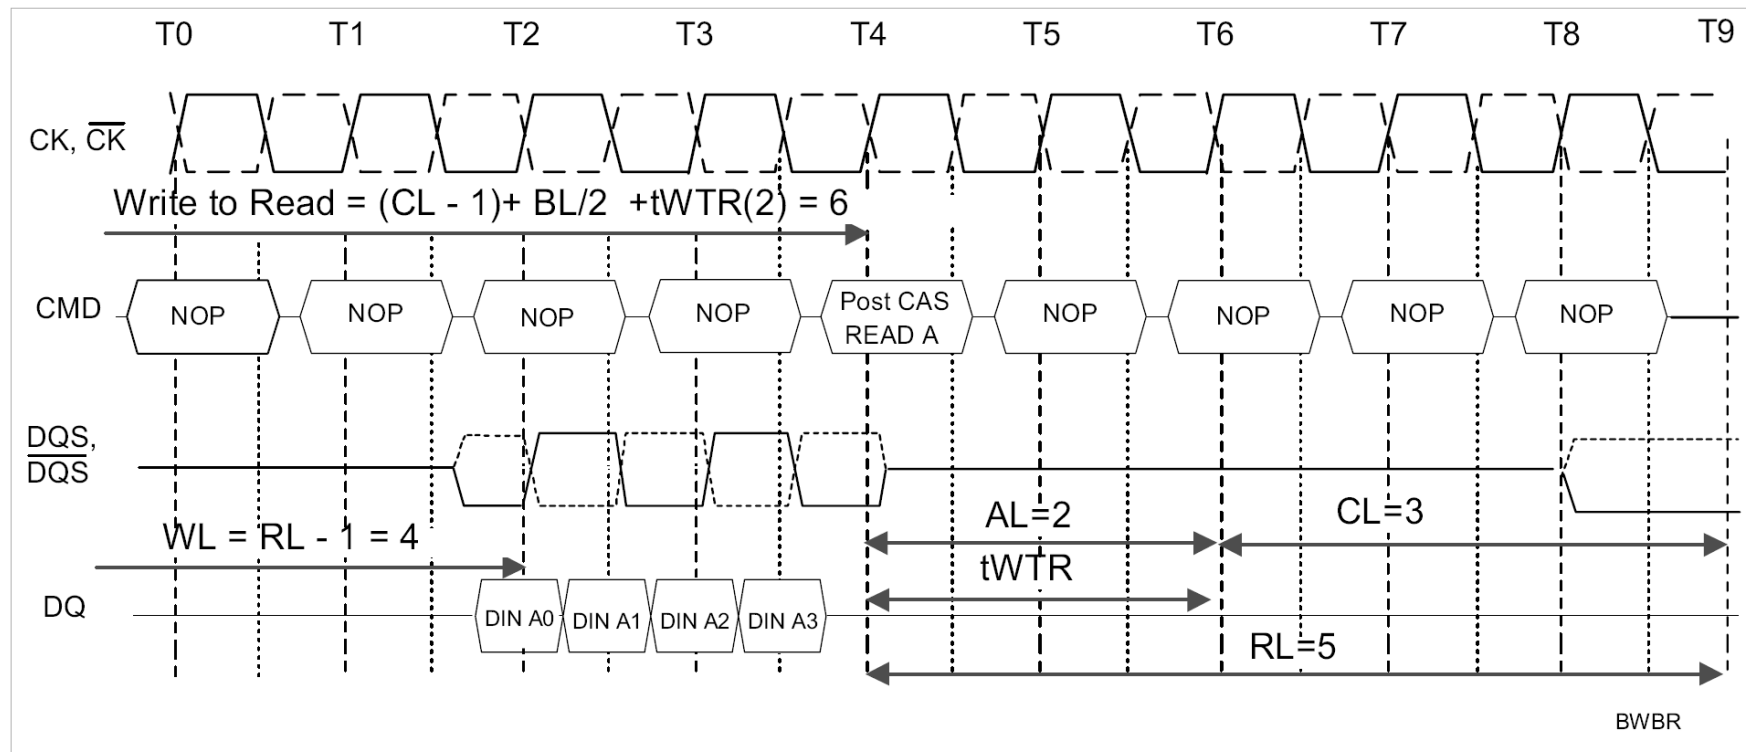 T0 T1 T2 T3 T4 T5 T6 T7 T8 T9
CK, CK
Write to Read = (CL - 1)+ BL/2 +tWTR(2) = 6
CMD NOP NOP NOP NOP Post CAS READ A NOP NOP NOP NOP
DQS,
DQS
AL=2 CL=3
WL = RL - 1 = 4
tWTR
DQ DIN A0 DIN A1 DIN A2 DIN A3
RL=5
BWBR